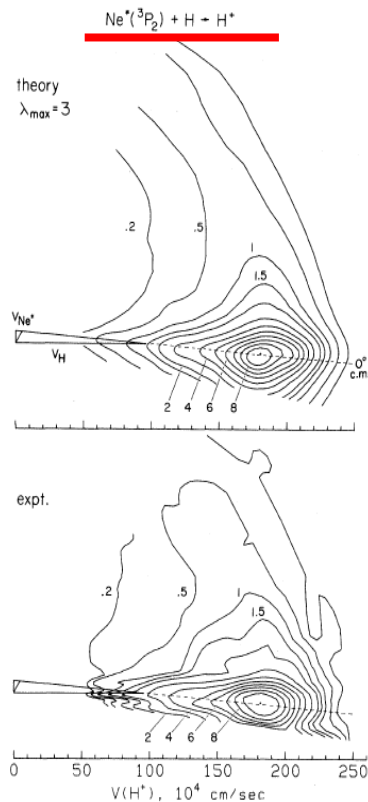 Ne*(³P₂) + H → H⁺
theory
λmax = 3
.2
.5
1
1.5
VNe*
VH
0°
c.m.
2 4 6 8
expt.
.2
.5
1
1.5
2 4 6 8
0 50 100 150 200 250
V(H⁺), 10⁴ cm/sec